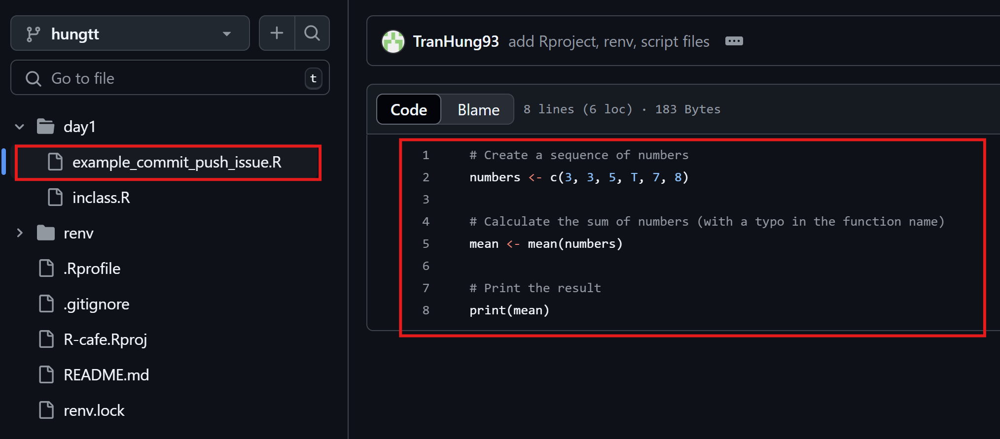 hungtt
Go to file
t
day1
example_commit_push_issue.R
inclass.R
renv
.Rprofile
.gitignore
R-cafe.Rproj
README.md
renv.lock
TranHung93 add Rproject, renv, script files
Code Blame 8 lines (6 loc) · 183 Bytes
1 # Create a sequence of numbers
2 numbers <- c(3, 3, 5, T, 7, 8)
3
4 # Calculate the sum of numbers (with a typo in the function name)
5 mean <- mean(numbers)
6
7 # Print the result
8 print(mean)